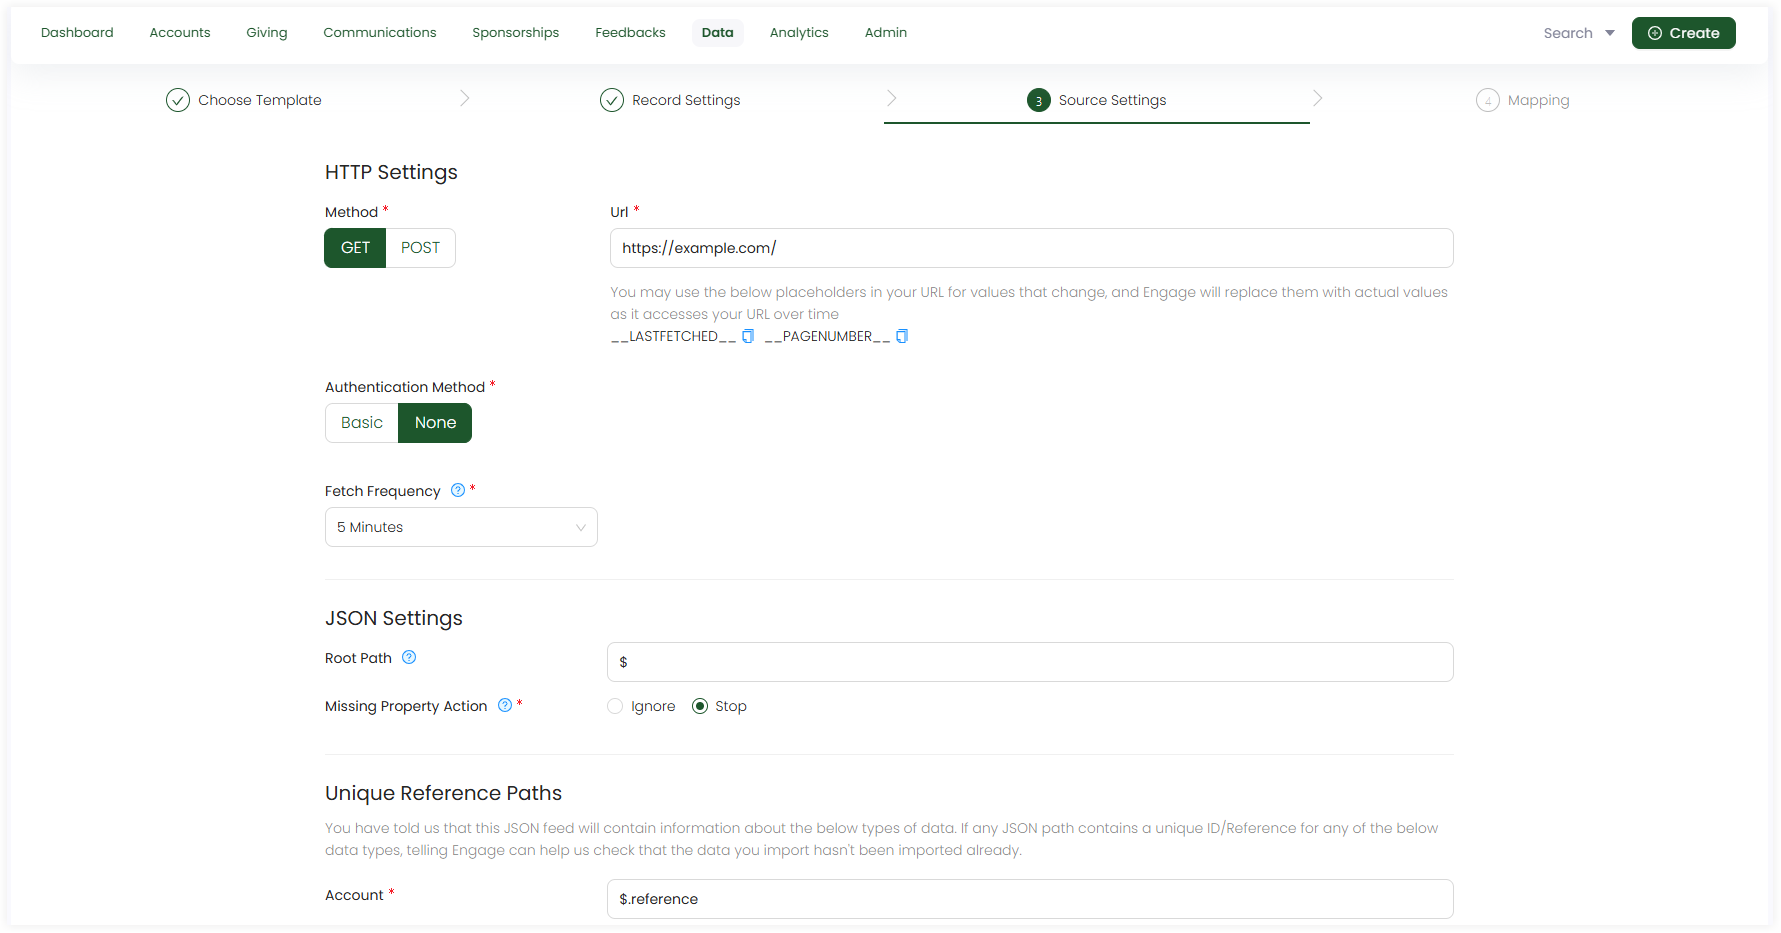 Dashboard Accounts Giving Communications Sponsorships Feedbacks Data Analytics Admin Search Create
Choose Template Record Settings 3 Source Settings 4 Mapping
HTTP Settings
Method * Url *
GET POST https://example.com/
You may use the below placeholders in your URL for values that change, and Engage will replace them with actual values
as it accesses your URL over time
__LASTFETCHED__ __PAGENUMBER__
Authentication Method *
Basic None
Fetch Frequency ? *
5 Minutes
JSON Settings
Root Path ? $
Missing Property Action ? * Ignore Stop
Unique Reference Paths
You have told us that this JSON feed will contain information about the below types of data. If any JSON path contains a unique ID/Reference for any of the below
data types, telling Engage can help us check that the data you import hasn't been imported already.
Account * $.reference